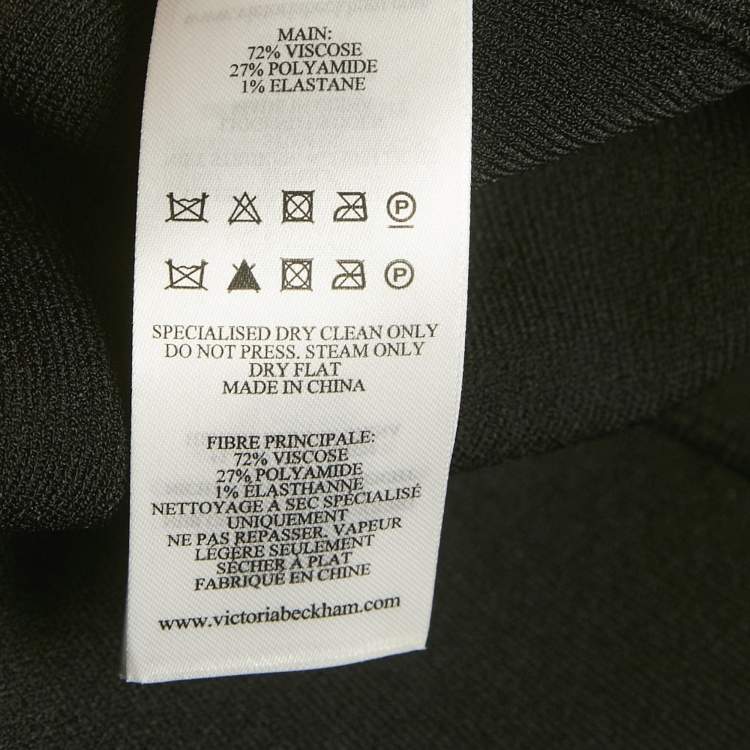 MAIN:
72% VISCOSE
27% POLYAMIDE
1% ELASTANE
P
P
SPECIALISED DRY CLEAN ONLY
DO NOT PRESS. STEAM ONLY
DRY FLAT
MADE IN CHINA
FIBRE PRINCIPALE:
72% VISCOSE
27% POLYAMIDE
1% ÉLASTHANNE
NETTOYAGE A SEC SPÉCIALISÉ
UNIQUEMENT
NE PAS REPASSER. VAPEUR
LÉGÈRE SEULEMENT
SÉCHER À PLAT
FABRIQUÉ EN CHINE
www.victoriabeckham.com